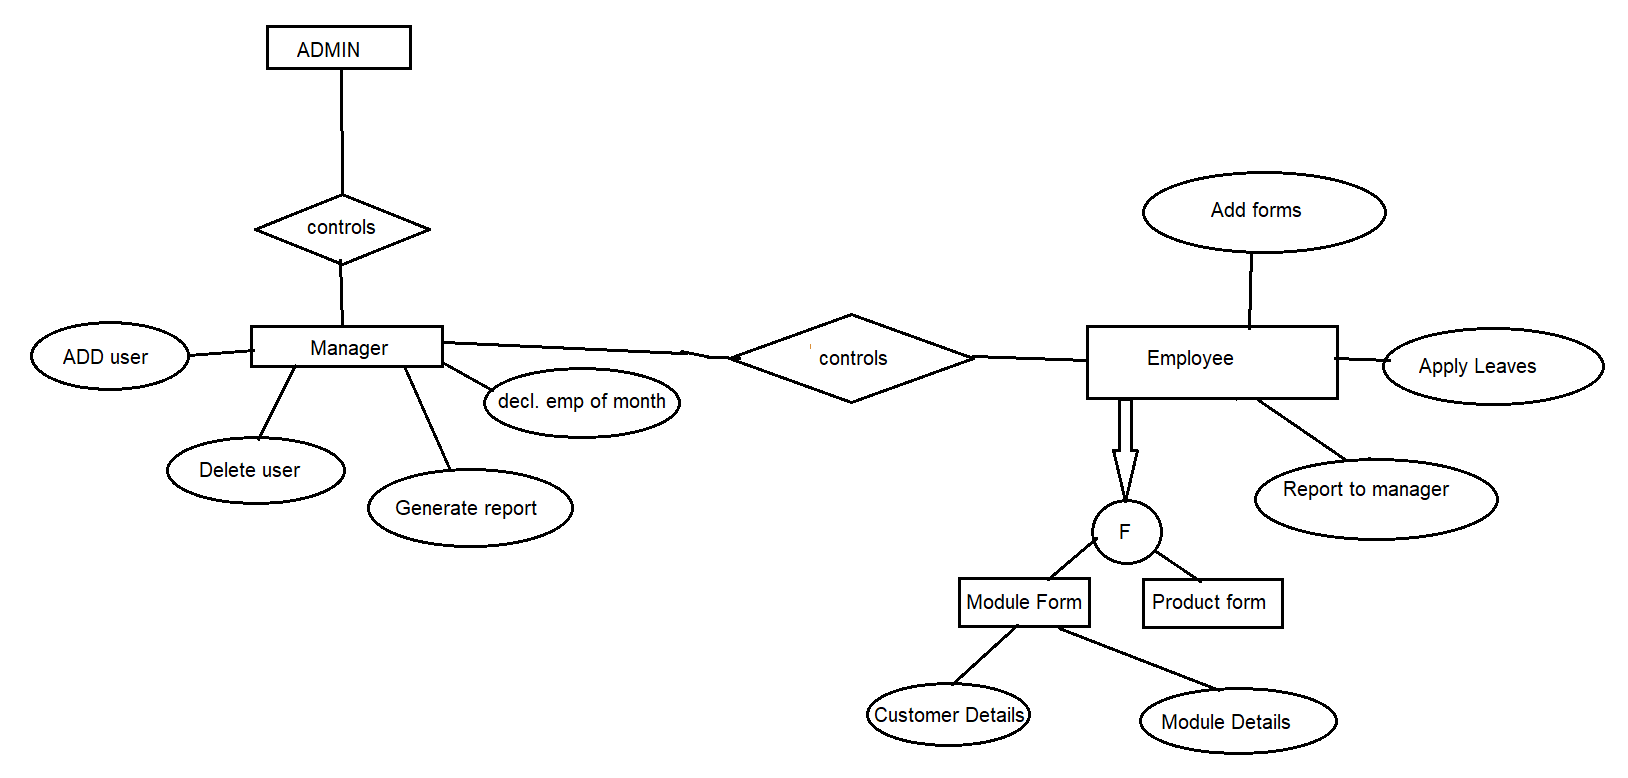 ADMIN
controls
Add forms
ADD user
Manager
controls
Employee
Apply Leaves
decl. emp of month
Delete user
Generate report
Report to manager
F
Module Form
Product form
Customer Details
Module Details